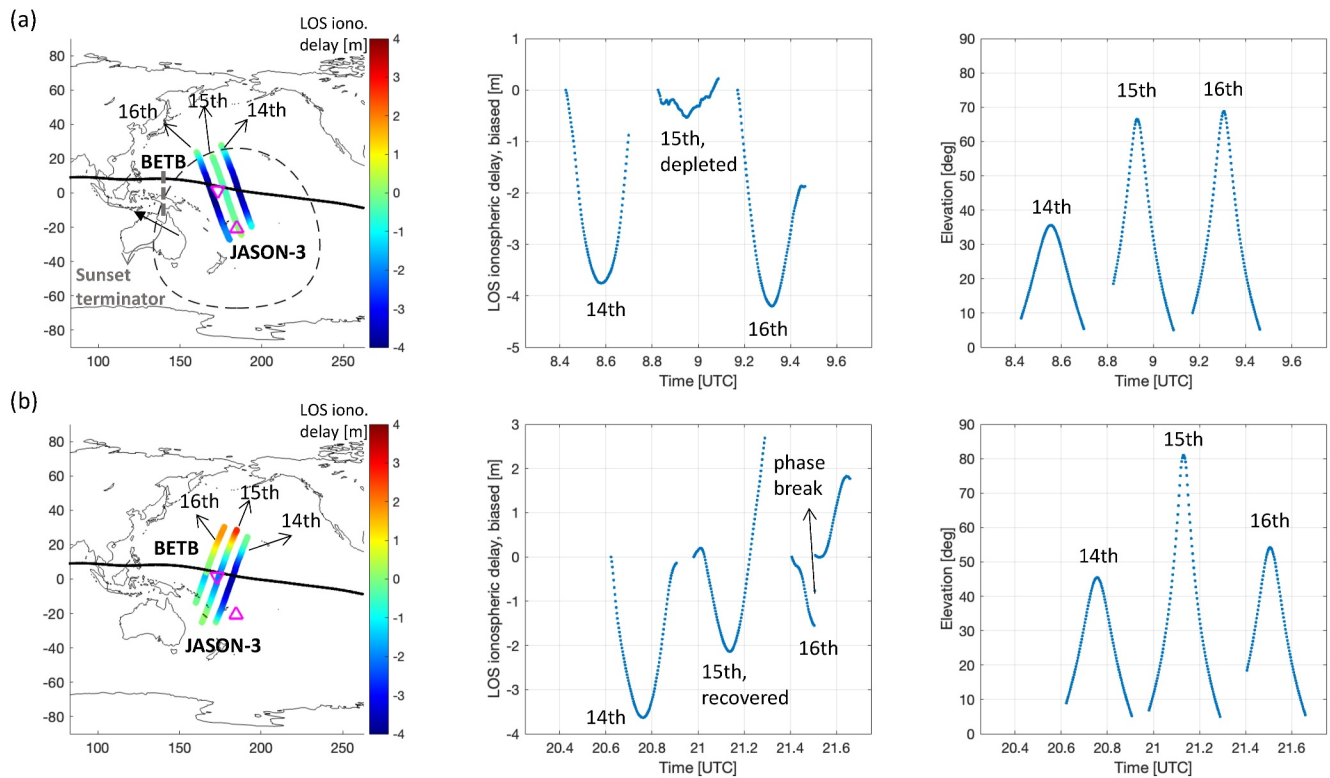 (a)
LOS iono.
delay [m]
80
60
40
20
0
-20
-40
-60
-80
100
150
200
250
4
3
2
1
0
-1
-2
-3
-4
16th
15th
14th
BETB
JASON-3
Sunset
terminator
LOS ionospheric delay, biased [m]
1
0
-1
-2
-3
-4
-5
8.4
8.6
8.8
9
9.2
9.4
9.6
Time [UTC]
14th
15th,
depleted
16th
Elevation [deg]
90
80
70
60
50
40
30
20
10
0
8.4
8.6
8.8
9
9.2
9.4
9.6
Time [UTC]
14th
15th
16th
(b)
LOS iono.
delay [m]
80
60
40
20
0
-20
-40
-60
-80
100
150
200
250
4
3
2
1
0
-1
-2
-3
-4
16th
15th
14th
BETB
JASON-3
LOS ionospheric delay, biased [m]
3
2
1
0
-1
-2
-3
-4
20.4
20.6
20.8
21
21.2
21.4
21.6
Time [UTC]
14th
15th,
recovered
phase
break
16th
Elevation [deg]
90
80
70
60
50
40
30
20
10
0
20.4
20.6
20.8
21
21.2
21.4
21.6
Time [UTC]
14th
15th
16th